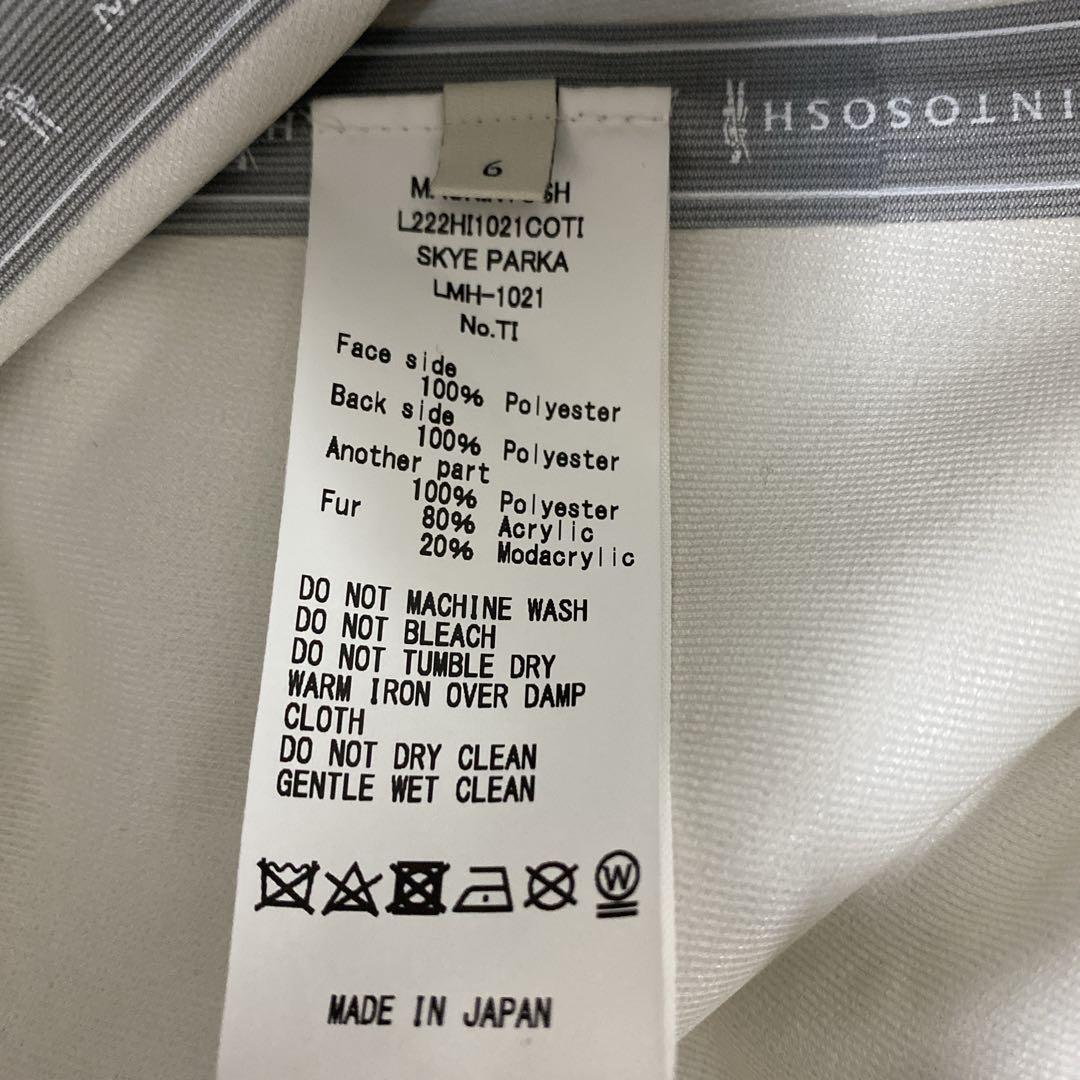 INTOSOSH
6
L222HI1021COTI
SKYE PARKA
LMH-1021
No.TI
Face side
100% Polyester
Back side
100% Polyester
Another part
100% Polyester
Fur 80% Acrylic
20% Modacrylic
DO NOT MACHINE WASH
DO NOT BLEACH
DO NOT TUMBLE DRY
WARM IRON OVER DAMP
CLOTH
DO NOT DRY CLEAN
GENTLE WET CLEAN
W
MADE IN JAPAN